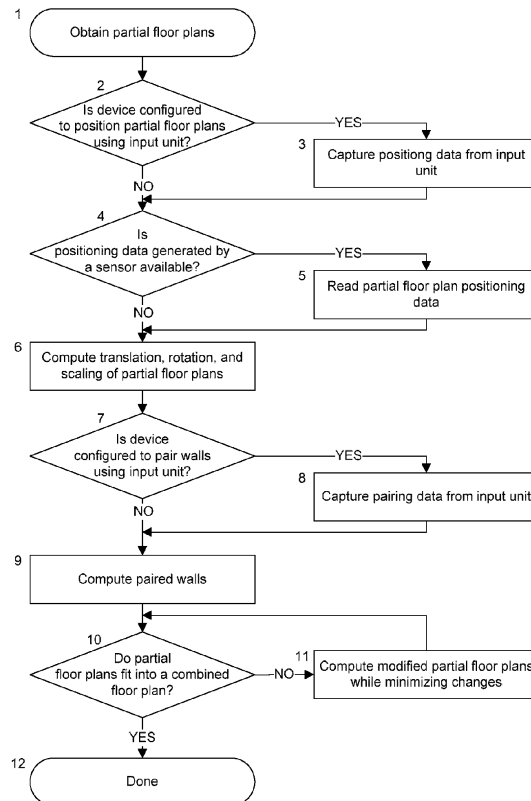 1
Obtain partial floor plans
2
Is device configured
to position partial floor plans
using input unit?
YES
3
Capture positiong data from input
unit
NO
4
Is
positioning data generated by
a sensor available?
YES
5
Read partial floor plan positioning
data
NO
6
Compute translation, rotation, and
scaling of partial floor plans
7
Is device
configured to pair walls
using input unit?
YES
8
Capture pairing data from input unit
NO
9
Compute paired walls
10
Do partial
floor plans fit into a combined
floor plan?
NO
11
Compute modified partial floor plans
while minimizing changes
YES
12
Done